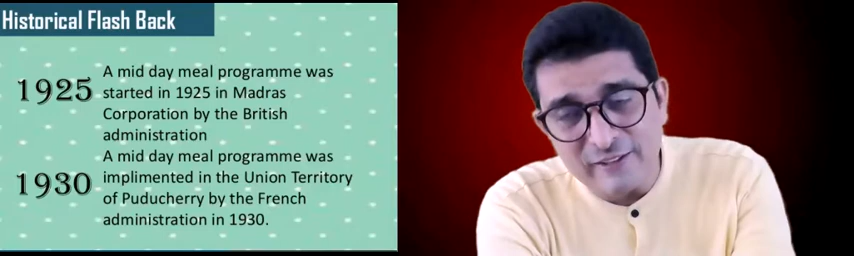 Historical Flash Back
1925
A mid day meal programme was
started in 1925 in Madras
Corporation by the British
administration
1930
A mid day meal programme was
implimented in the Union Territory
of Puducherry by the French
administration in 1930.